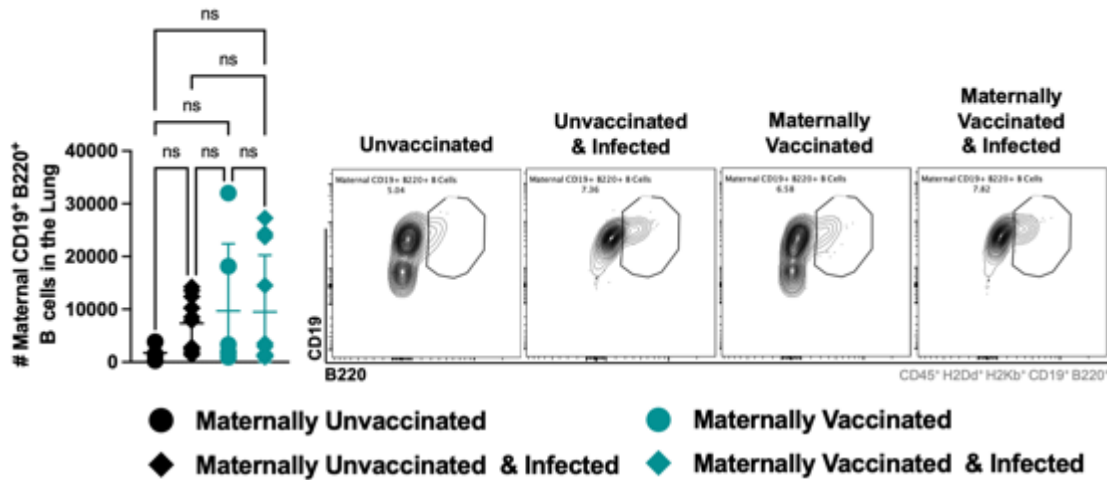 ns
ns
ns
ns ns ns
# Maternal CD19⁺ B220⁺
B cells in the Lung
40000
30000
20000
10000
0
Unvaccinated
Unvaccinated
& Infected
Maternally
Vaccinated
Maternally
Vaccinated
& Infected
Maternal CD19+ B220+ B Cells
5.04
Maternal CD19+ B220+ B Cells
7.36
Maternal CD19+ B220+ B Cells
6.58
Maternal CD19+ B220+ B Cells
7.82
CD19
B220
CD45⁺ H2Dd⁺ H2Kb⁺ CD19⁺ B220⁺
Maternally Unvaccinated
Maternally Vaccinated
Maternally Unvaccinated & Infected
Maternally Vaccinated & Infected